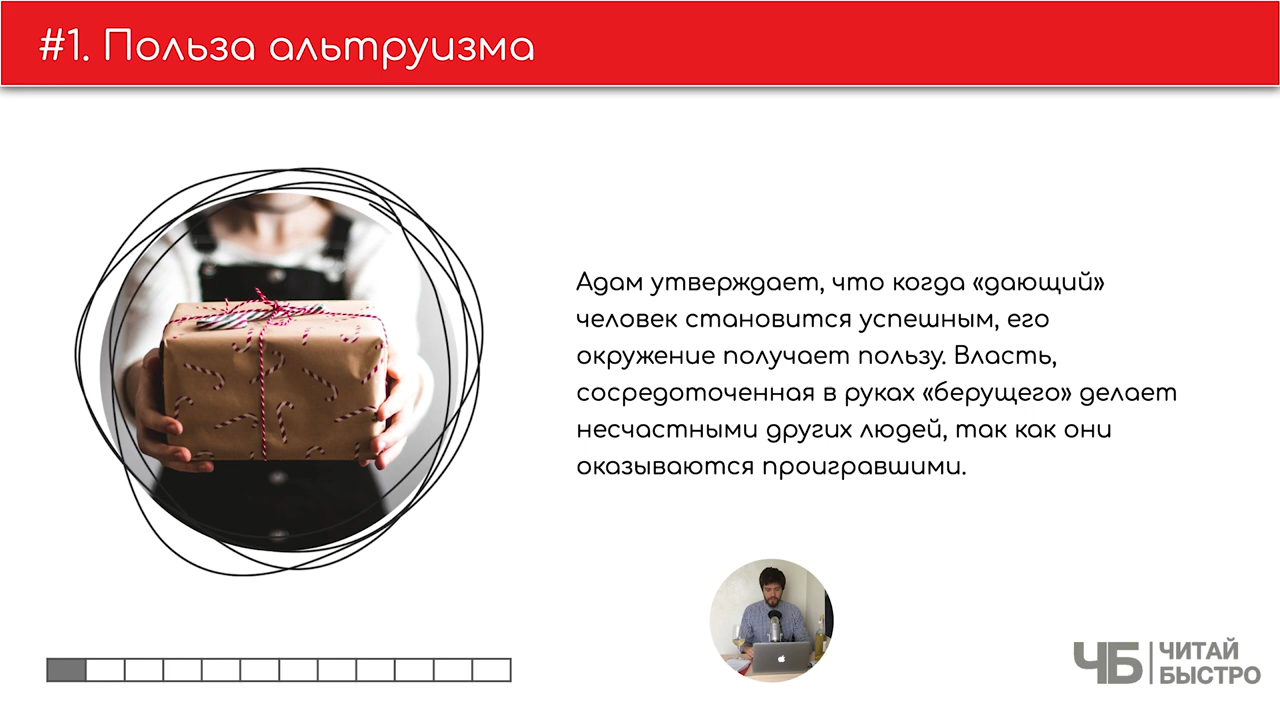 #1. Польза альтруизма
Адам утверждает, что когда «дающий»
человек становится успешным, его
окружение получает пользу. Власть,
сосредоточенная в руках «берущего» делает
несчастными других людей, так как они
оказываются проигравшими.
ЧБ
ЧИТАЙ
БЫСТРО